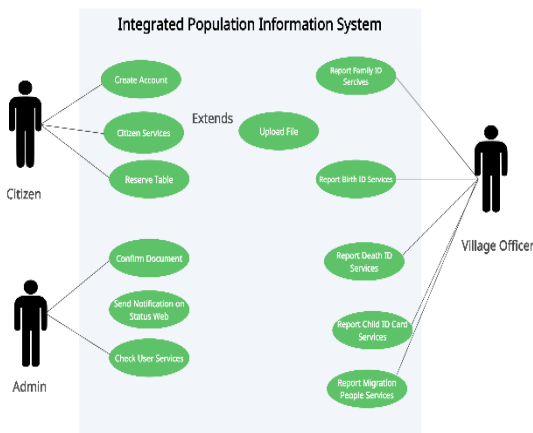 Integrated Population Information System
Create Account
Citizen Services
Reserve Table
Extends
Upload File
Citizen
Confirm Document
Send Notification on
Status Web
Check User Services
Admin
Report Family ID
Sercives
Report Birth ID Services
Report Death ID
Services
Report Child ID Card
Services
Report Migration
People Services
Village Officer